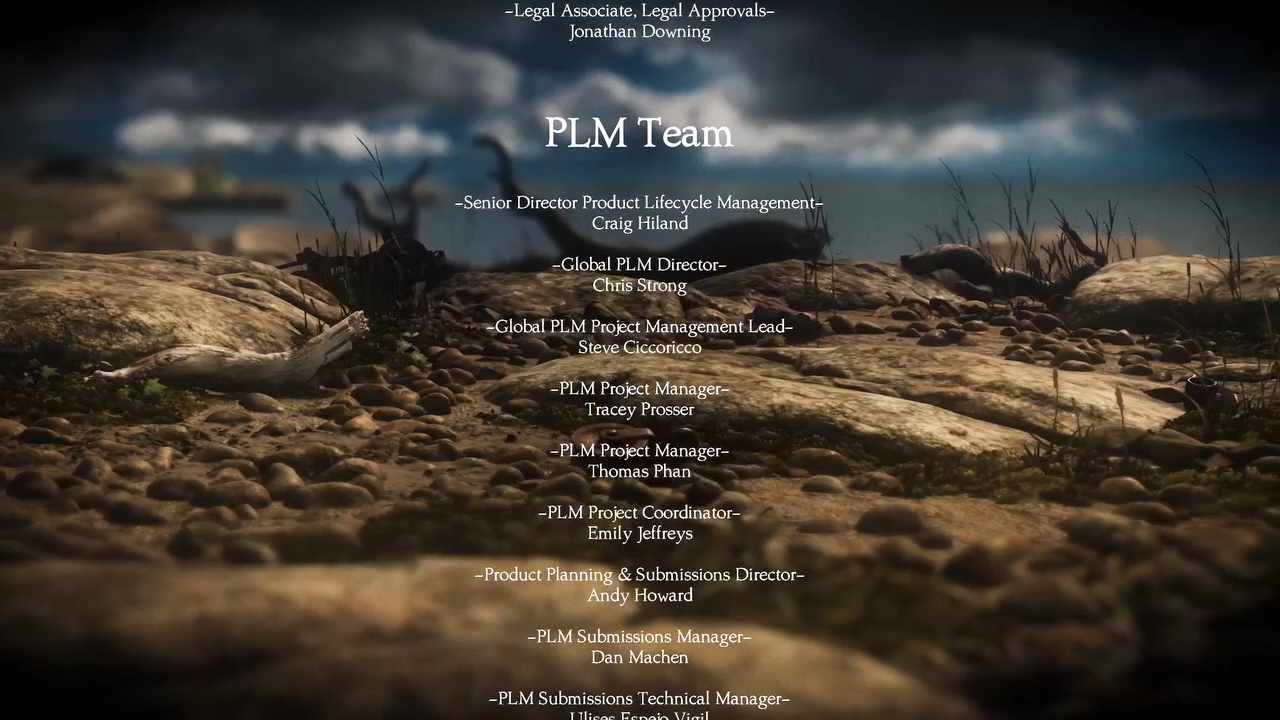 -Legal Associate, Legal Approvals-
Jonathan Downing
PLM Team
-Senior Director Product Lifecycle Management-
Craig Hiland
-Global PLM Director-
Chris Strong
-Global PLM Project Management Lead-
Steve Ciccoricco
-PLM Project Manager-
Tracey Prosser
-PLM Project Manager-
Thomas Phan
-PLM Project Coordinator-
Emily Jeffreys
-Product Planning & Submissions Director-
Andy Howard
-PLM Submissions Manager-
Dan Machen
-PLM Submissions Technical Manager-
Ulises Espejo Vigil